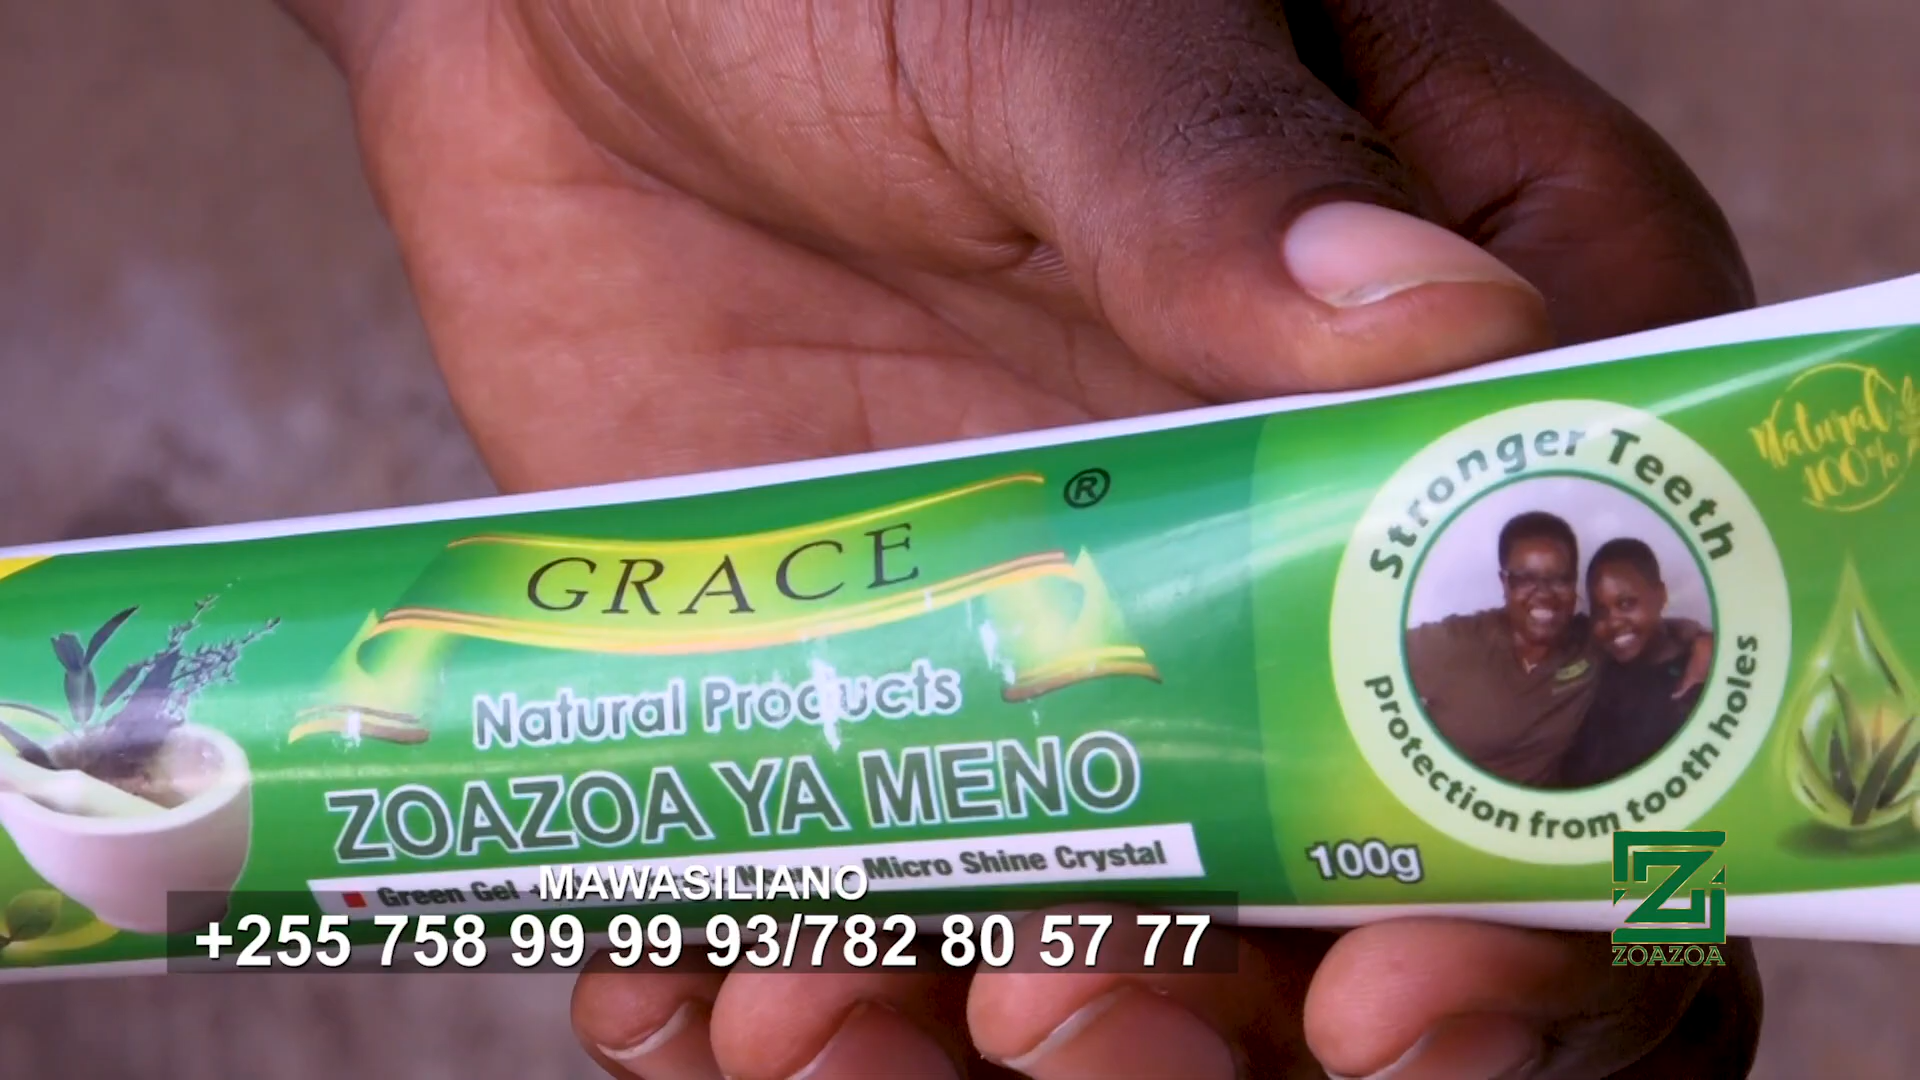 GRACE ®
Natural Products
ZOAZOA YA MENO
Green Gel
Micro Shine Crystal
100g
Stronger Teeth
protection from tooth holes
Natural
100%
MAWASILIANO
+255 758 99 99 93/782 80 57 77
Z
ZOAZOA